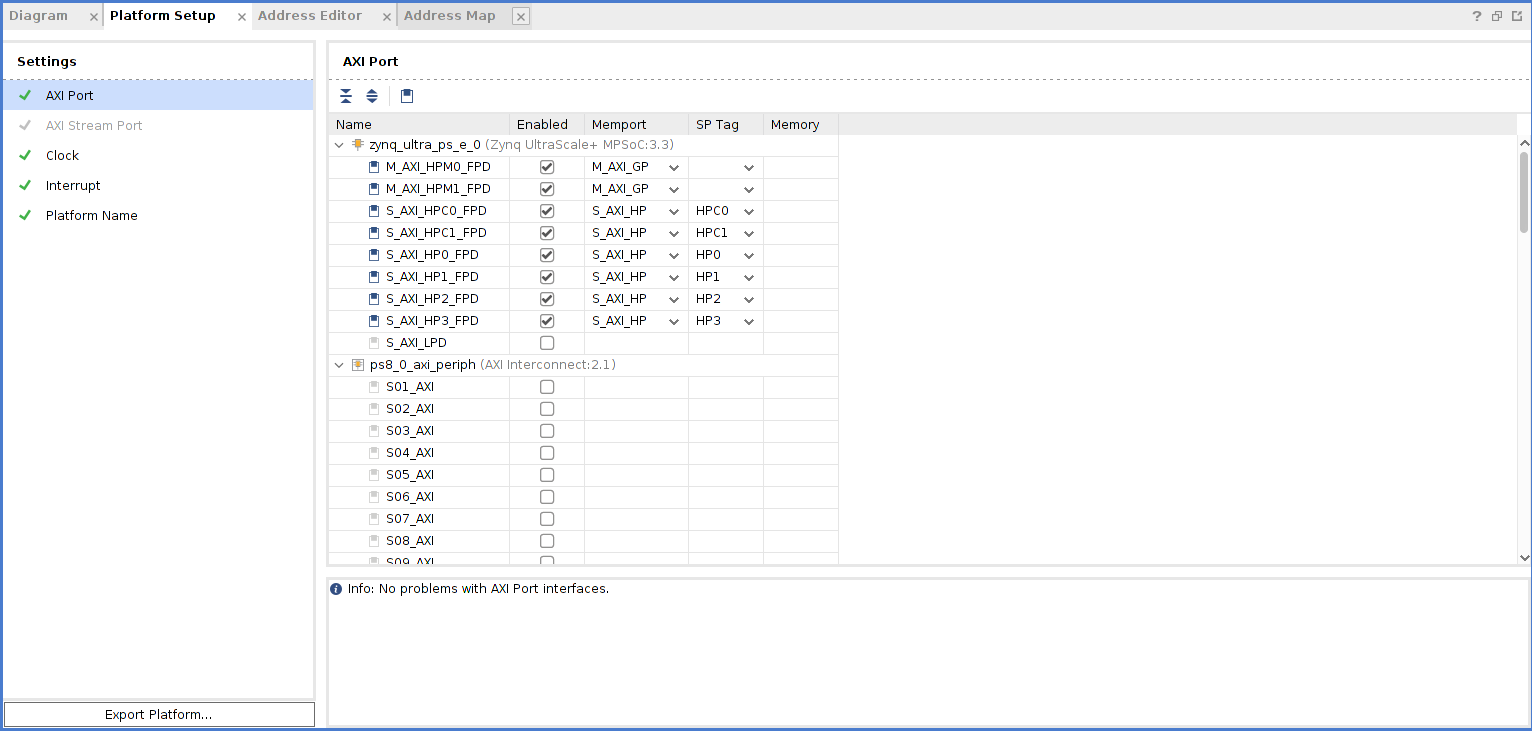 Diagram Platform Setup Address Editor Address Map
Settings
AXI Port
AXI Stream Port
Clock
Interrupt
Platform Name
Export Platform...
AXI Port
Name Enabled Memport SP Tag Memory
zynq_ultra_ps_e_0 (Zynq UltraScale+ MPSoC:3.3)
M_AXI_HPM0_FPD M_AXI_GP
M_AXI_HPM1_FPD M_AXI_GP
S_AXI_HPC0_FPD S_AXI_HP HPC0
S_AXI_HPC1_FPD S_AXI_HP HPC1
S_AXI_HP0_FPD S_AXI_HP HP0
S_AXI_HP1_FPD S_AXI_HP HP1
S_AXI_HP2_FPD S_AXI_HP HP2
S_AXI_HP3_FPD S_AXI_HP HP3
S_AXI_LPD
ps8_0_axi_periph (AXI Interconnect:2.1)
S01_AXI
S02_AXI
S03_AXI
S04_AXI
S05_AXI
S06_AXI
S07_AXI
S08_AXI
S09_AXI
Info: No problems with AXI Port interfaces.